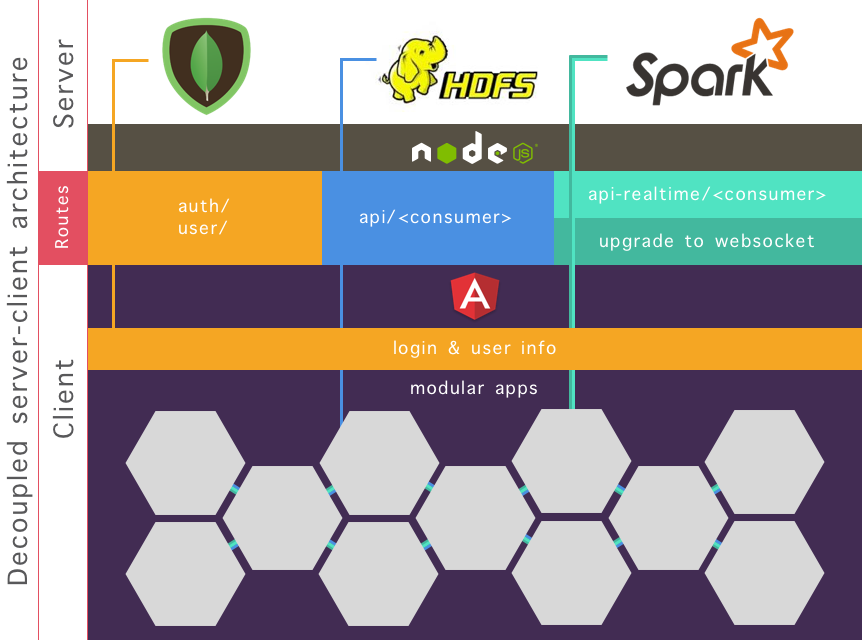 Decoupled server-client architecture
Server
HDFS
Spark
node
JS
Routes
auth/
user/
api/<consumer>
api-realtime/<consumer>
upgrade to websocket
Client
A
login & user info
modular apps